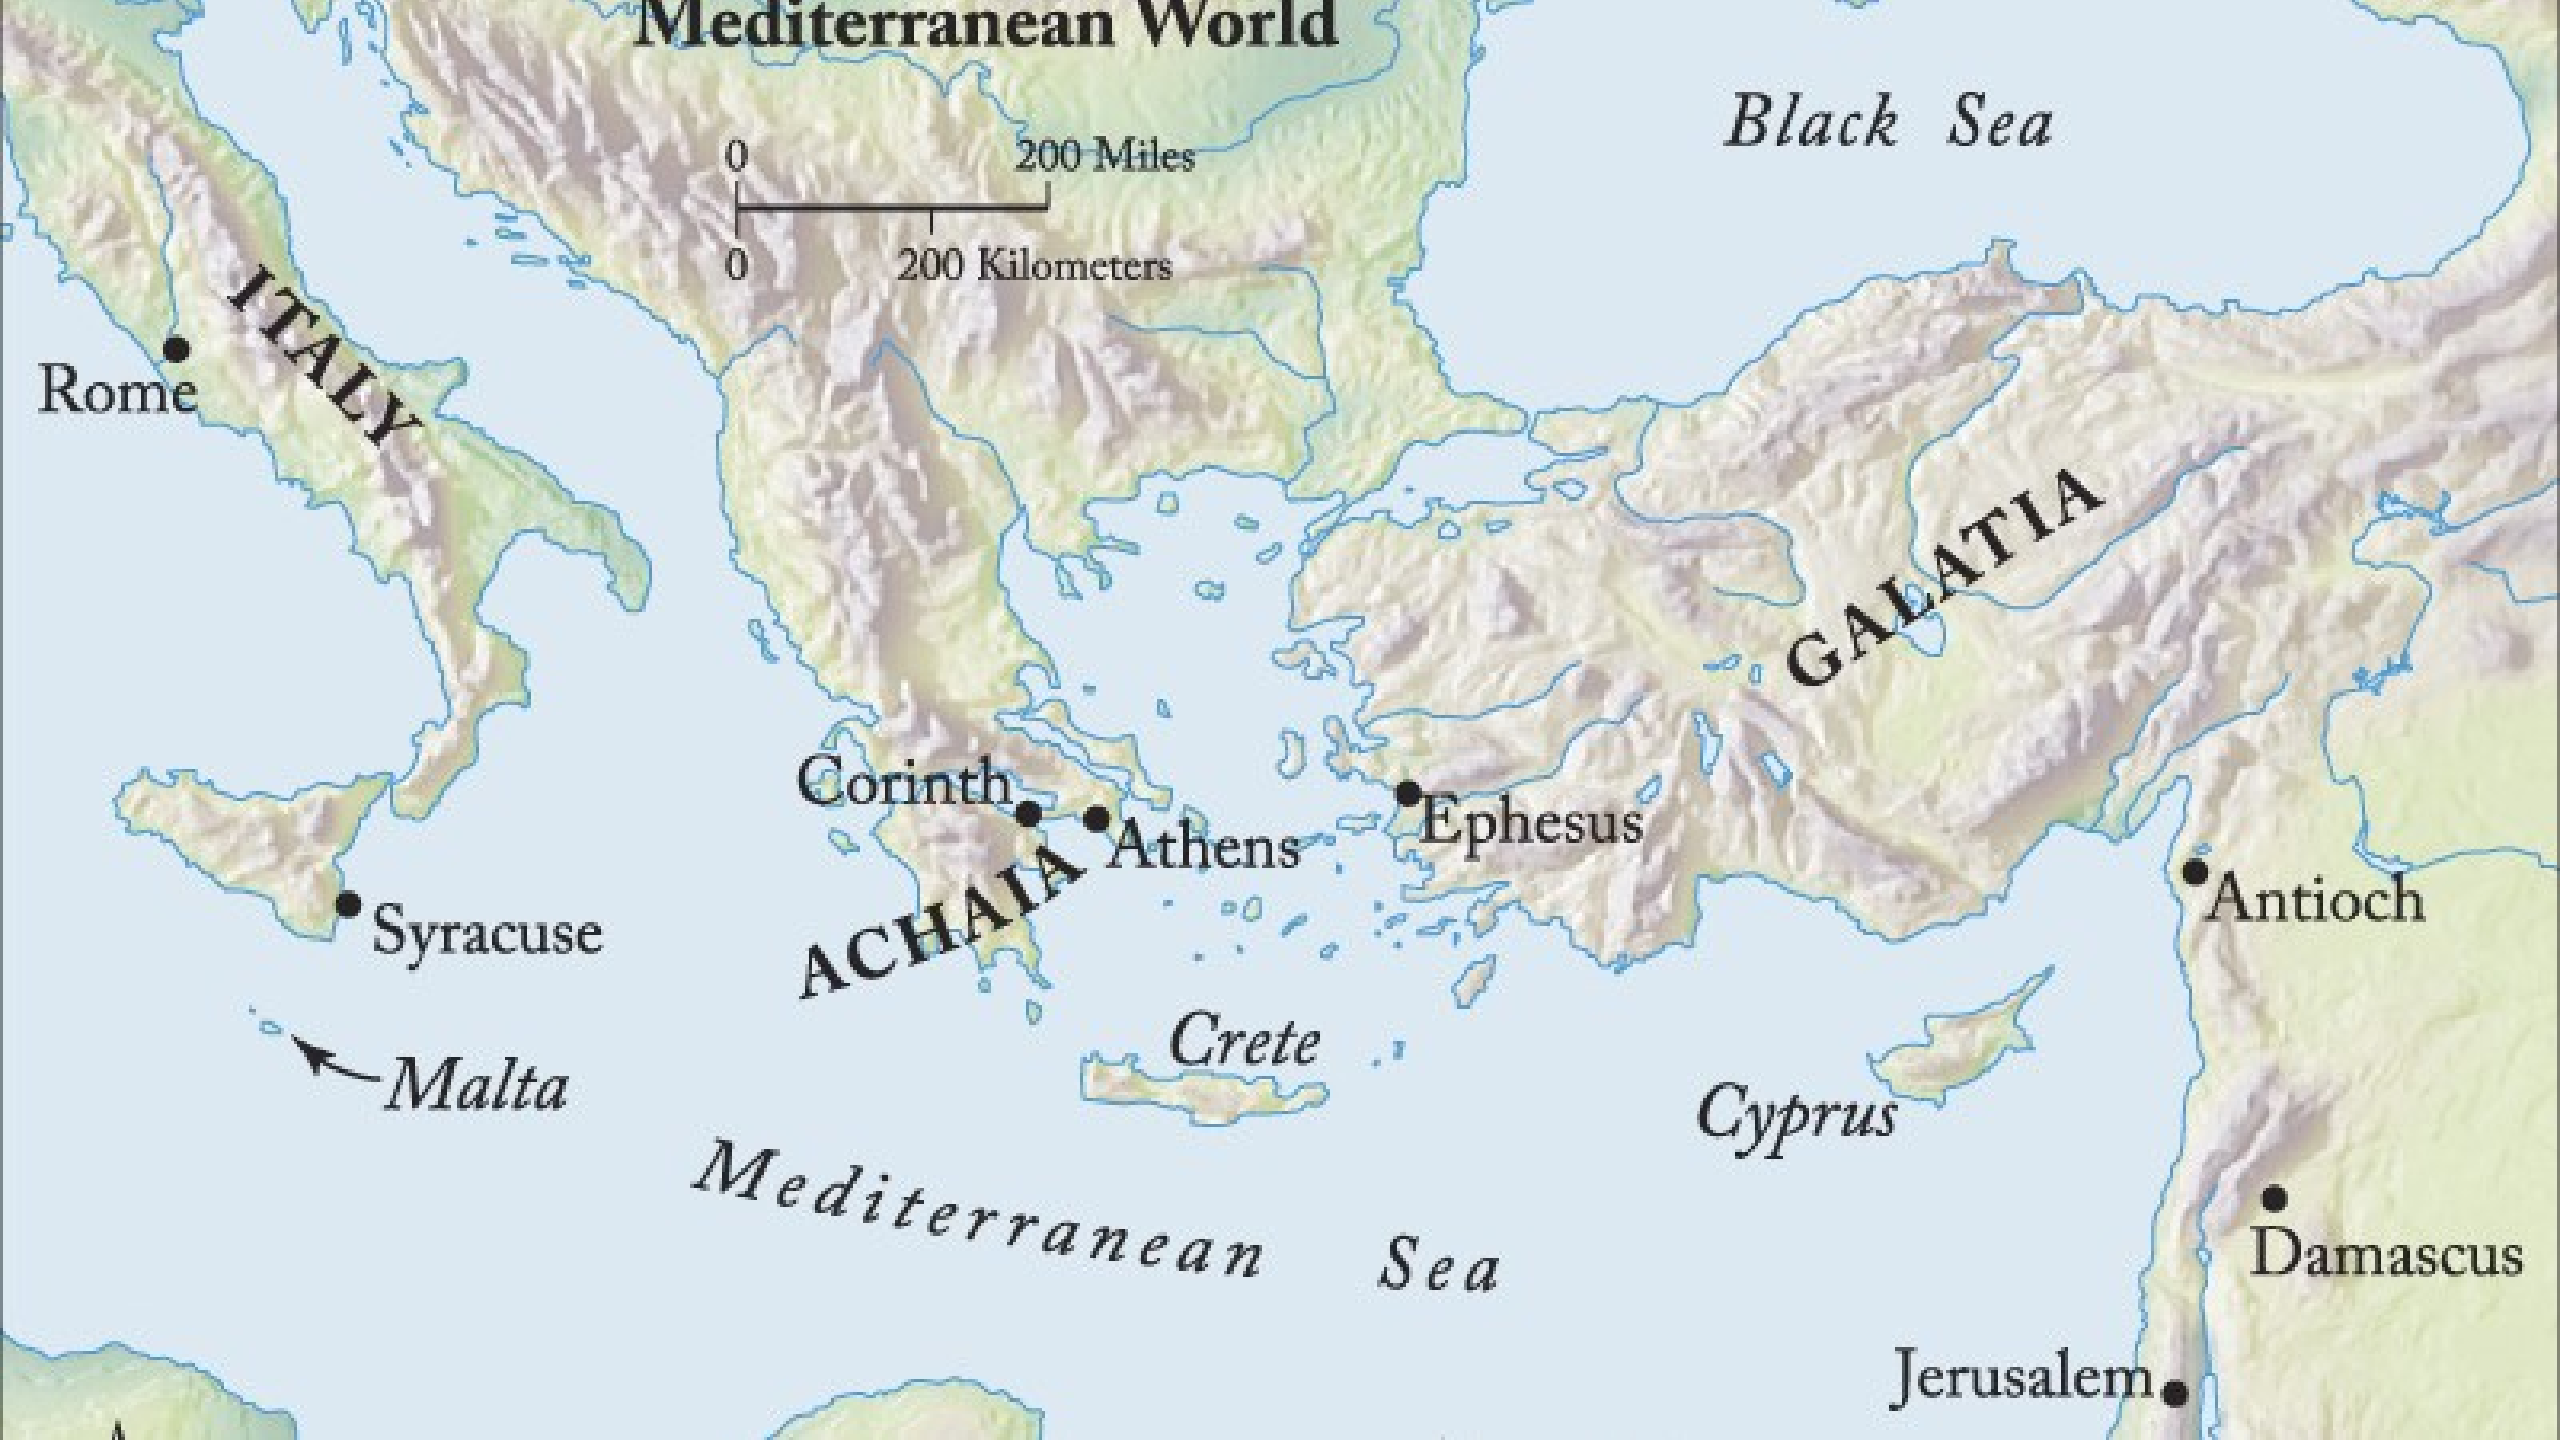 Mediterranean World
Black Sea
0 200 Miles
0 200 Kilometers
ITALY
Rome
GALATIA
Corinth
Athens
Ephesus
ACHAIA
Antioch
Syracuse
Crete
Malta
Cyprus
Mediterranean Sea
Damascus
Jerusalem